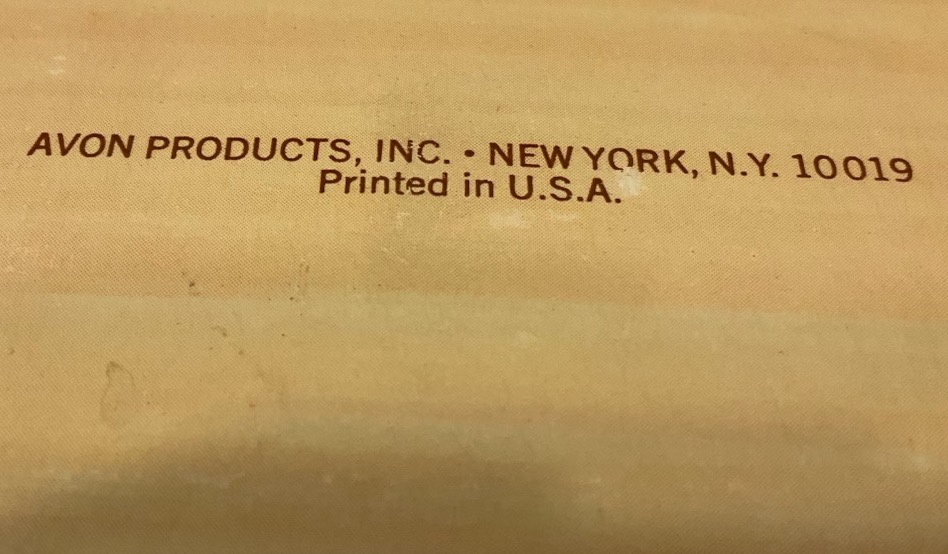 AVON PRODUCTS, INC. • NEW YORK, N.Y. 10019
Printed in U.S.A.